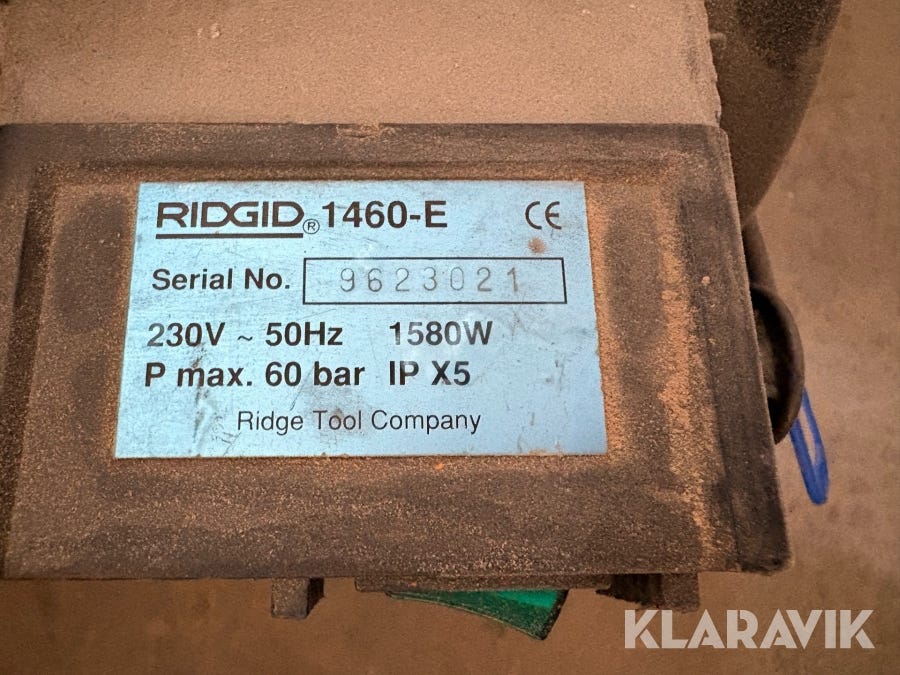 RIDGID® 1460-E CE
Serial No. 9623021
230V ~ 50Hz 1580W
P max. 60 bar IP X5
Ridge Tool Company
KLARAVIK